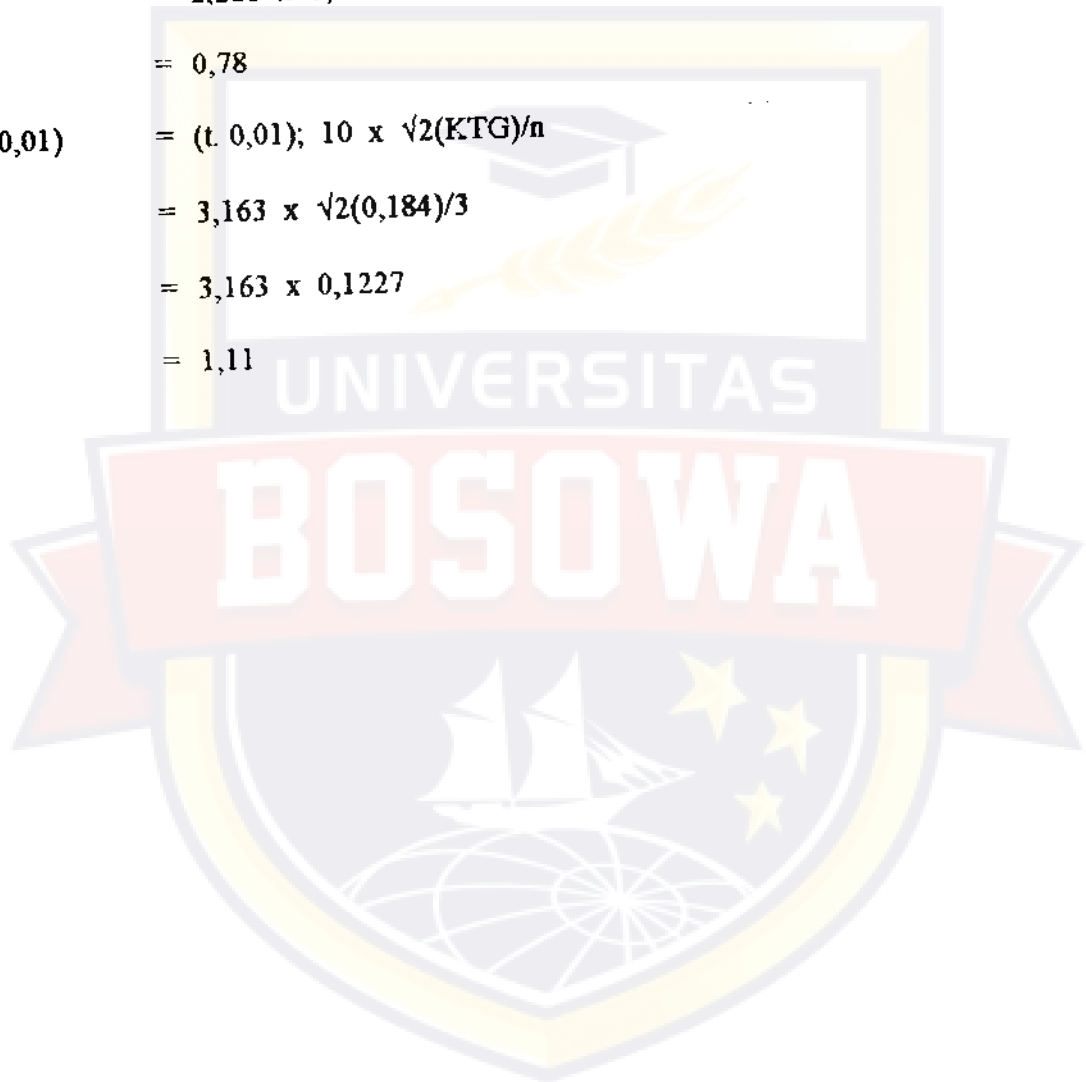 = 0,78
0,01) = (t. 0,01); 10 x √2(KTG)/n
= 3,163 x √2(0,184)/3
= 3,163 x 0,1227
= 1,11
UNIVERSITAS
BOSOWA